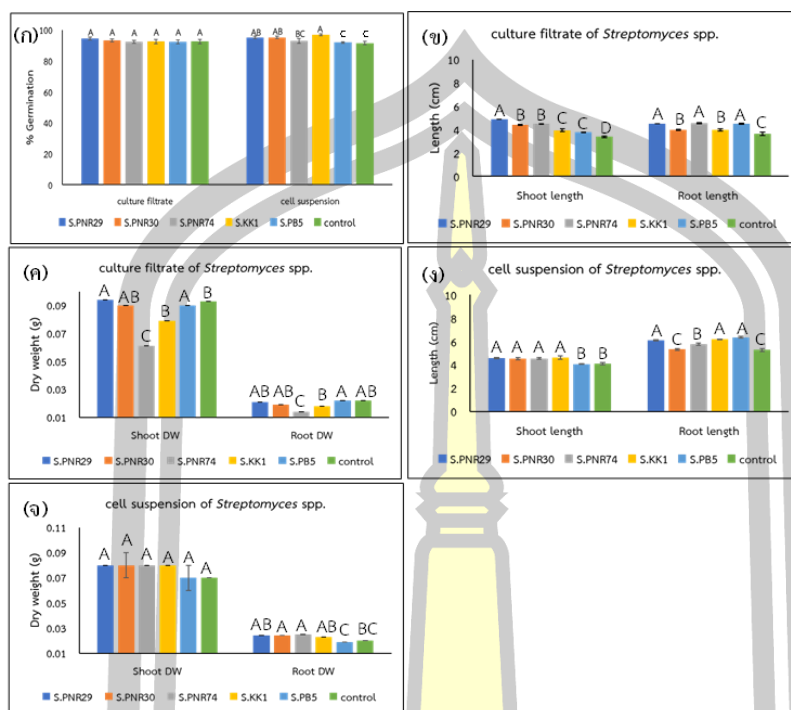 (ก)
100
80
60
40
20
0
% Germination
A A A A A A
AB AB BC A C C
culture filtrate
cell suspension
S.PNR29 S.PNR30 S.PNR74 S.KK1 S.PB5 control
(ข)
culture filtrate of Streptomyces spp.
10
8
6
4
2
0
Length (cm)
A B B C C D
A B A B A C
Shoot length
Root length
S.PNR29 S.PNR30 S.PNR74 S.KK1 S.PB5 control
(ค)
culture filtrate of Streptomyces spp.
0.09
0.07
0.05
0.03
0.01
Dry weight (g)
A AB C B A B
AB AB C B A AB
Shoot DW
Root DW
S.PNR29 S.PNR30 S.PNR74 S.KK1 S.PB5 control
(ง)
cell suspension of Streptomyces spp.
10
8
6
4
2
0
Length (cm)
A A A A B B
A C B A A C
Shoot length
Root length
S.PNR29 S.PNR30 S.PNR74 S.KK1 S.PB5 control
(จ)
cell suspension of Streptomyces spp.
0.11
0.09
0.07
0.05
0.03
0.01
Dry weight (g)
A A A A A A
AB A A AB C BC
Shoot DW
Root DW
S.PNR29 S.PNR30 S.PNR74 S.KK1 S.PB5 control